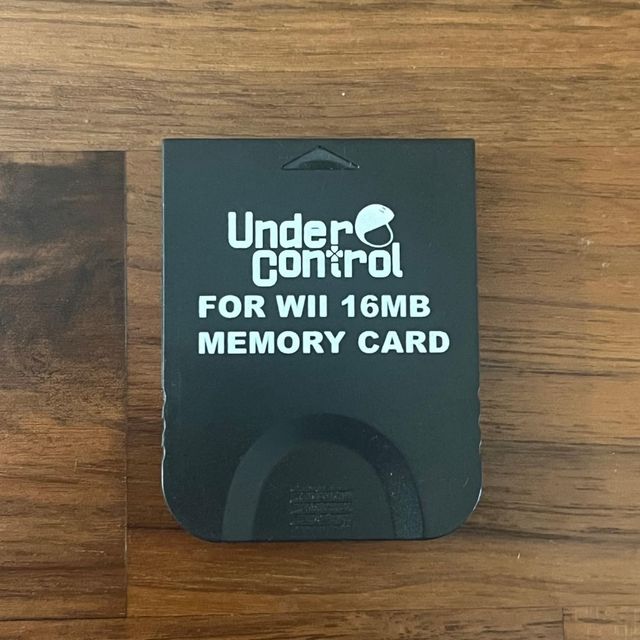 Under
Control
FOR WII 16MB
MEMORY CARD